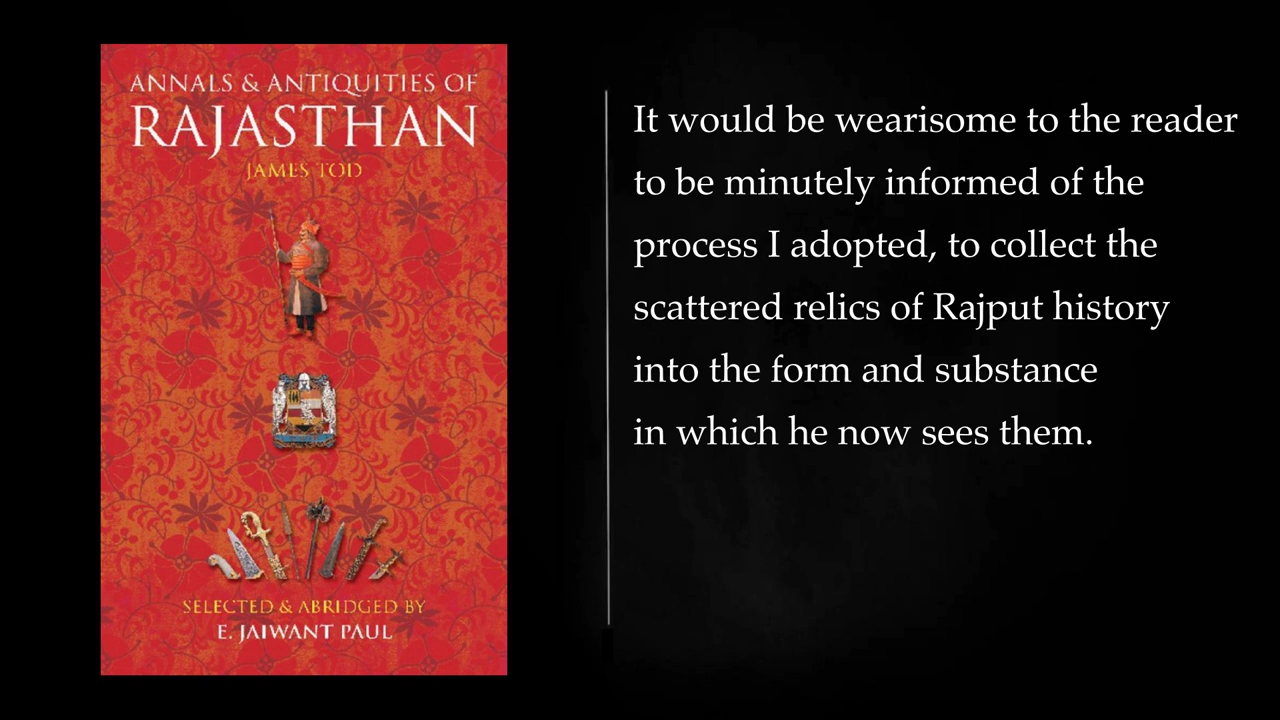 ANNALS & ANTIQUITIES OF
RAJASTHAN
JAMES TOD
SELECTED & ABRIDGED BY
E. JAIWANT PAUL
It would be wearisome to the reader
to be minutely informed of the
process I adopted, to collect the
scattered relics of Rajput history
into the form and substance
in which he now sees them.